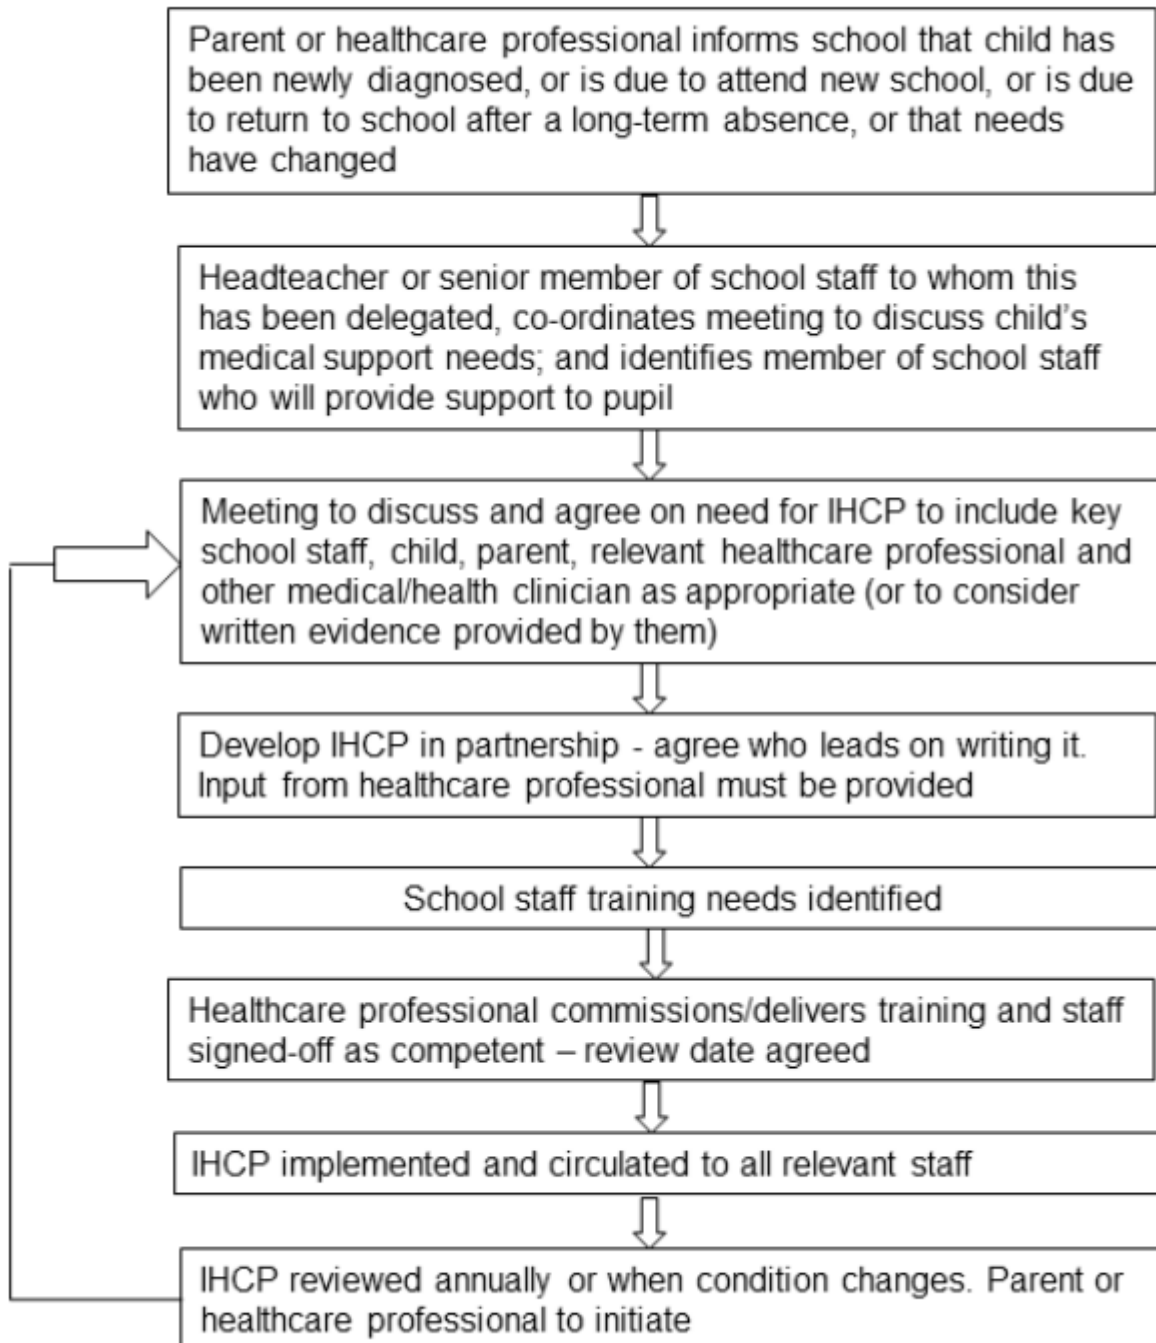 Parent or healthcare professional informs school that child has
been newly diagnosed, or is due to attend new school, or is due
to return to school after a long-term absence, or that needs
have changed
Headteacher or senior member of school staff to whom this
has been delegated, co-ordinates meeting to discuss child's
medical support needs; and identifies member of school staff
who will provide support to pupil
Meeting to discuss and agree on need for IHCP to include key
school staff, child, parent, relevant healthcare professional and
other medical/health clinician as appropriate (or to consider
written evidence provided by them)
Develop IHCP in partnership - agree who leads on writing it.
Input from healthcare professional must be provided
School staff training needs identified
Healthcare professional commissions/delivers training and staff
signed-off as competent – review date agreed
IHCP implemented and circulated to all relevant staff
IHCP reviewed annually or when condition changes. Parent or
healthcare professional to initiate